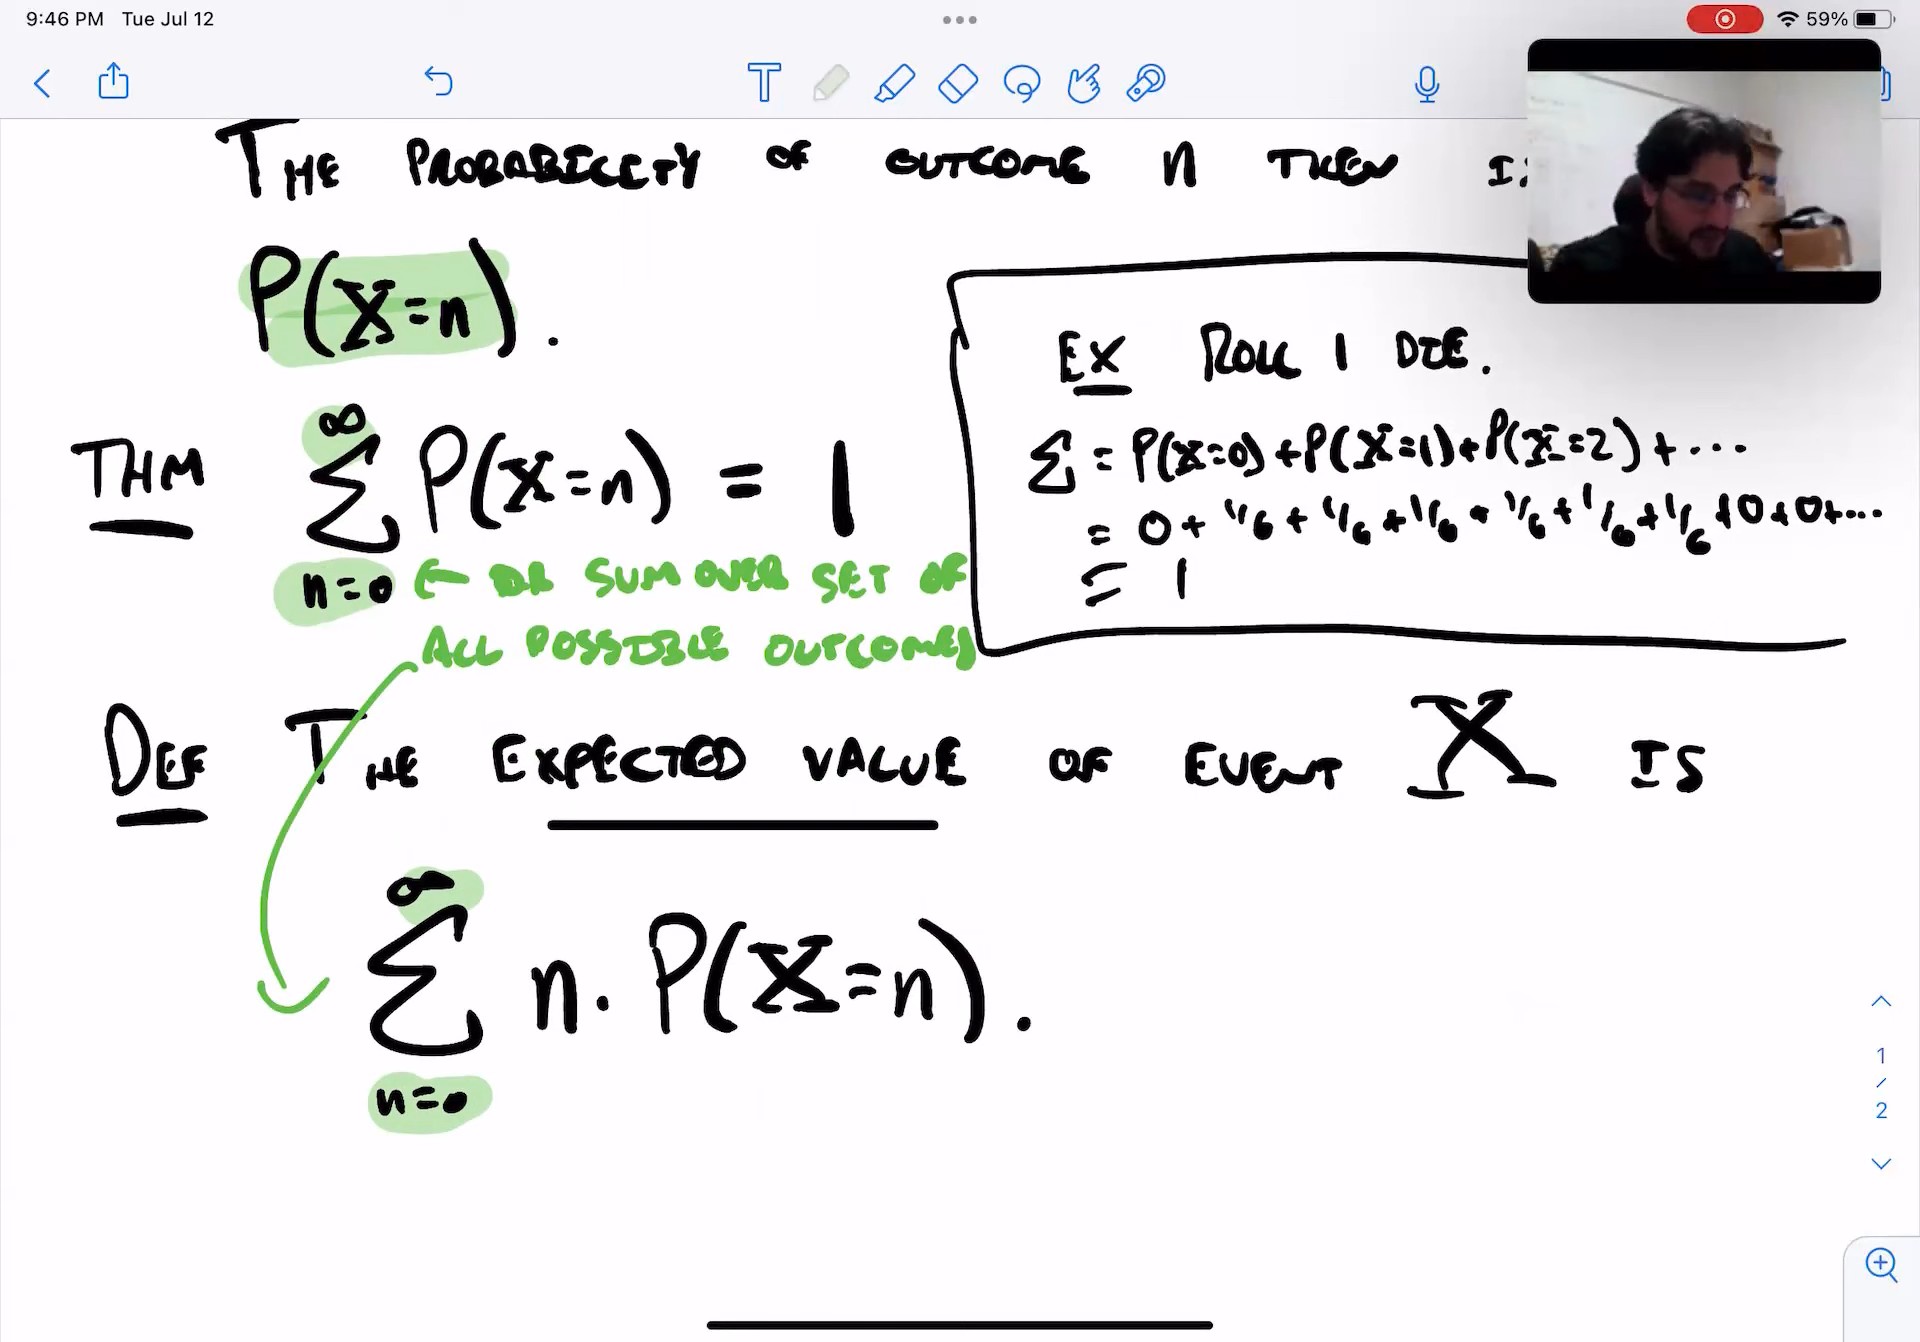 9:46 PM Tue Jul 12
59%
THE PROBABILITY OF OUTCOME n THEN
P(X=n).
EX ROLL 1 DIE.
Σ = P(X=0)+P(X=1)+P(X=2)+...
= 0+1/6+1/6+1/6+1/6+1/6+1/6+0+0+...
= 1
THM ∞ Σ n=0 P(X=n) = 1
← OR SUM OVER SET OF
ALL POSSIBLE OUTCOMES
DEF THE EXPECTED VALUE OF EVENT X IS
∞ Σ n=0 n·P(X=n).
1
/
2